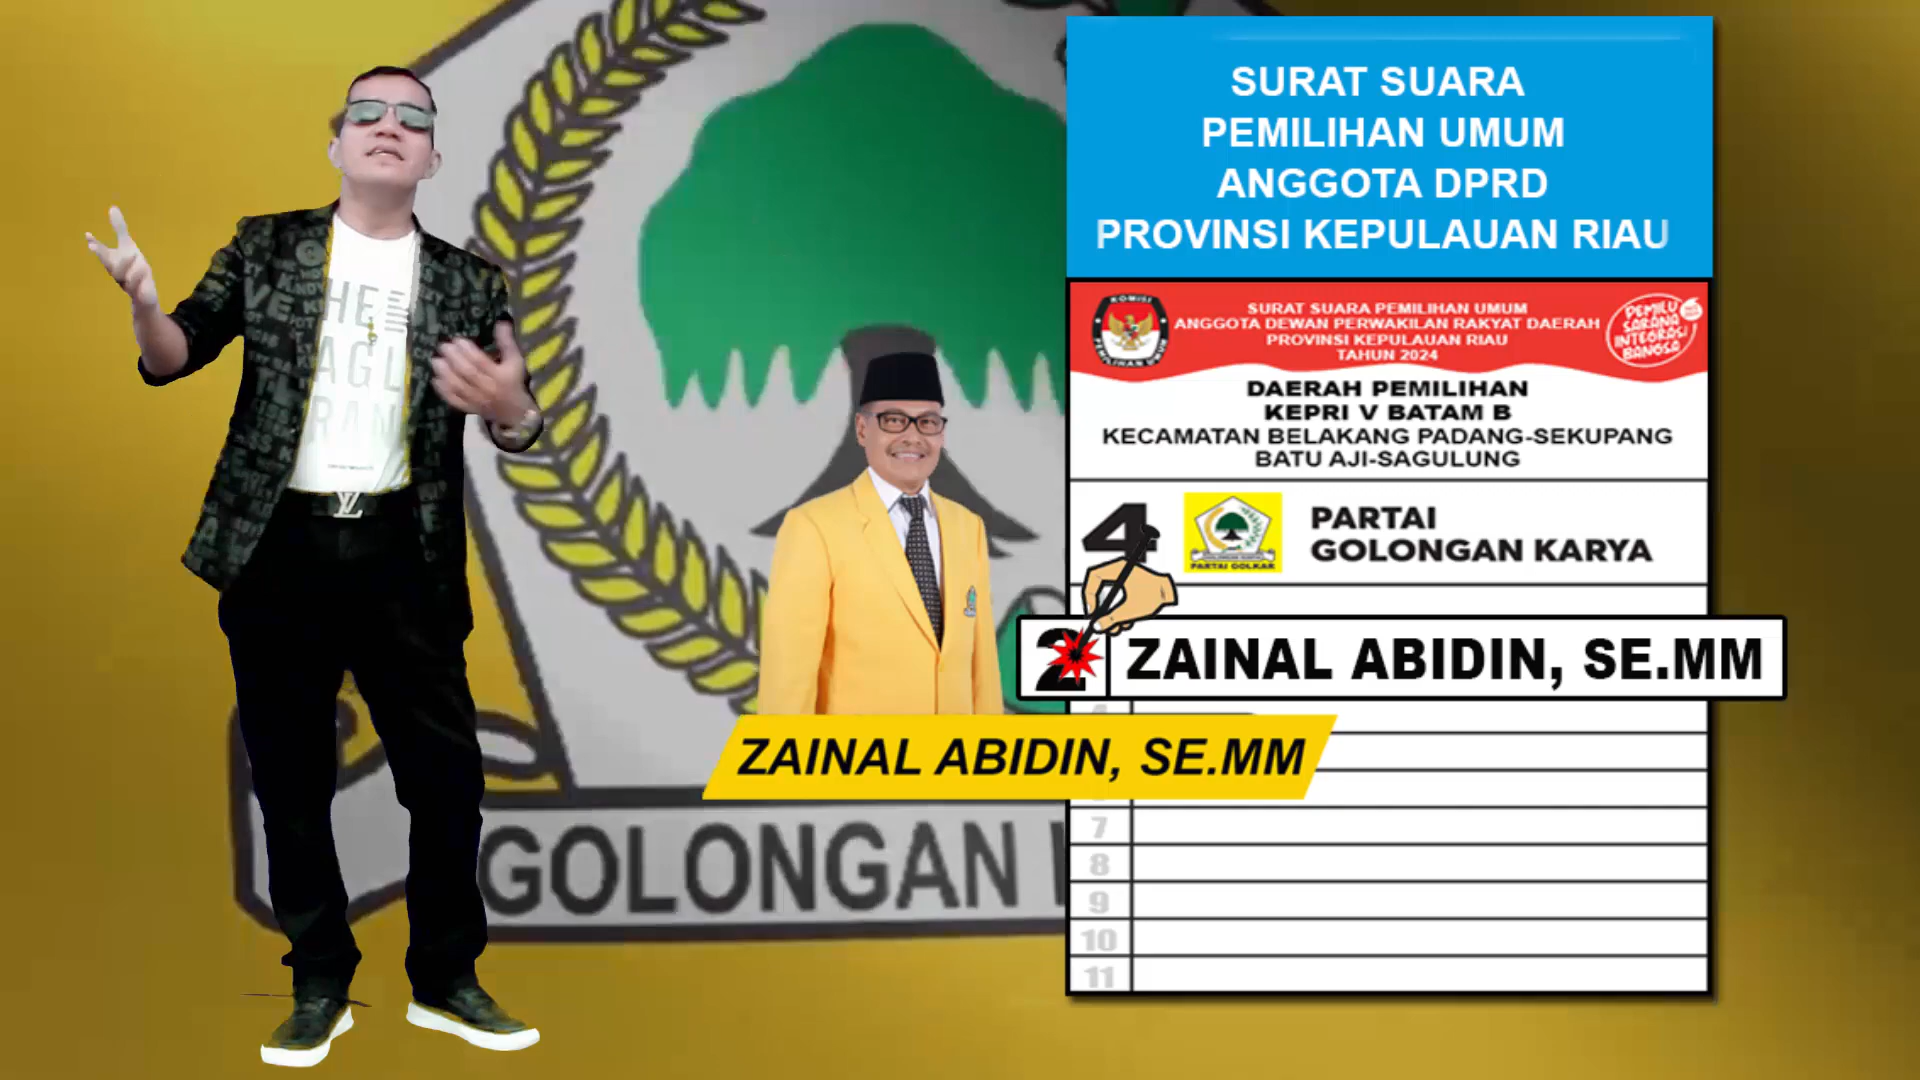 SURAT SUARA
PEMILIHAN UMUM
ANGGOTA DPRD
PROVINSI KEPULAUAN RIAU
KOMISI
PEMILIHAN UMUM
SURAT SUARA PEMILIHAN UMUM
ANGGOTA DEWAN PERWAKILAN RAKYAT DAERAH
PROVINSI KEPULAUAN RIAU
TAHUN 2024
PEMILU
SARANA
INTEGRASI
BANGSA
DAERAH PEMILIHAN
KEPRI V BATAM B
KECAMATAN BELAKANG PADANG-SEKUPANG
BATU AJI-SAGULUNG
4
PARTAI GOLKAR
PARTAI
GOLONGAN KARYA
2 ZAINAL ABIDIN, SE.MM
ZAINAL ABIDIN, SE.MM
7
8
9
10
11
GOLONGAN